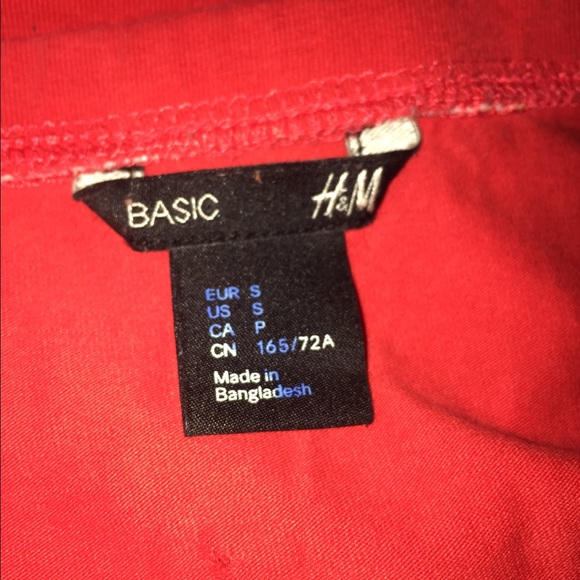 BASIC H&M
EUR S
US S
CA P
CN 165/72A
Made in
Bangladesh